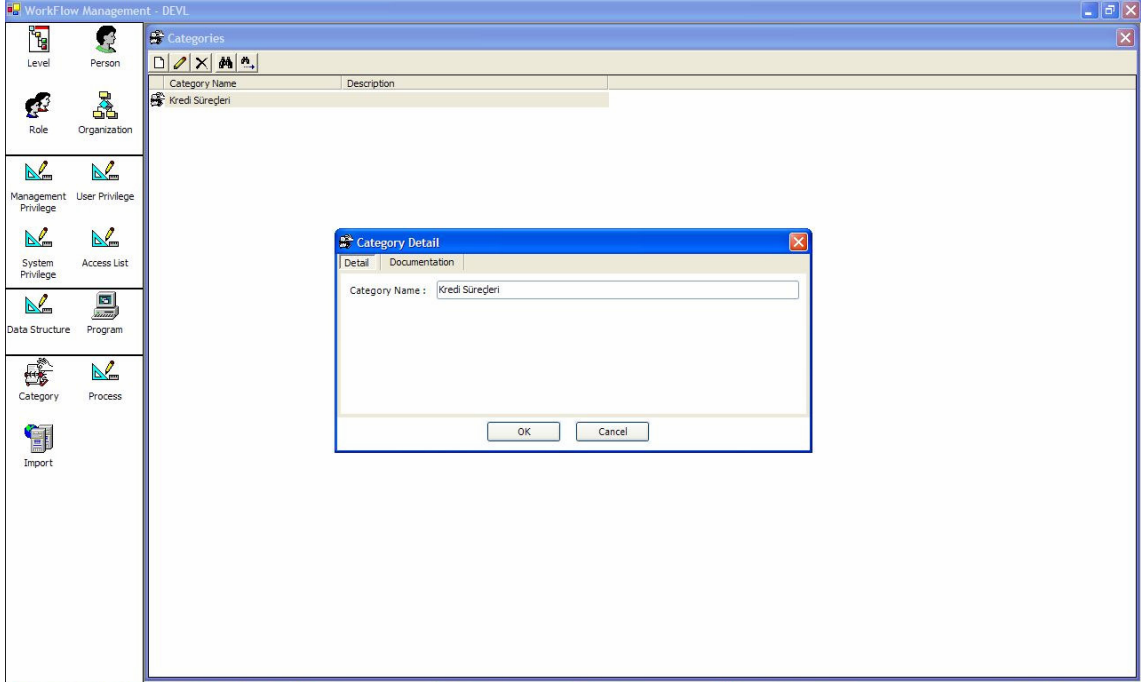 WorkFlow Management - DEVL
Level
Person
Role
Organization
Management Privilege
User Privilege
System Privilege
Access List
Data Structure
Program
Category
Process
Import
Categories
Category Name
Description
Kredi Süreçleri
Category Detail
Detail
Documentation
Category Name :
Kredi Süreçleri
OK
Cancel